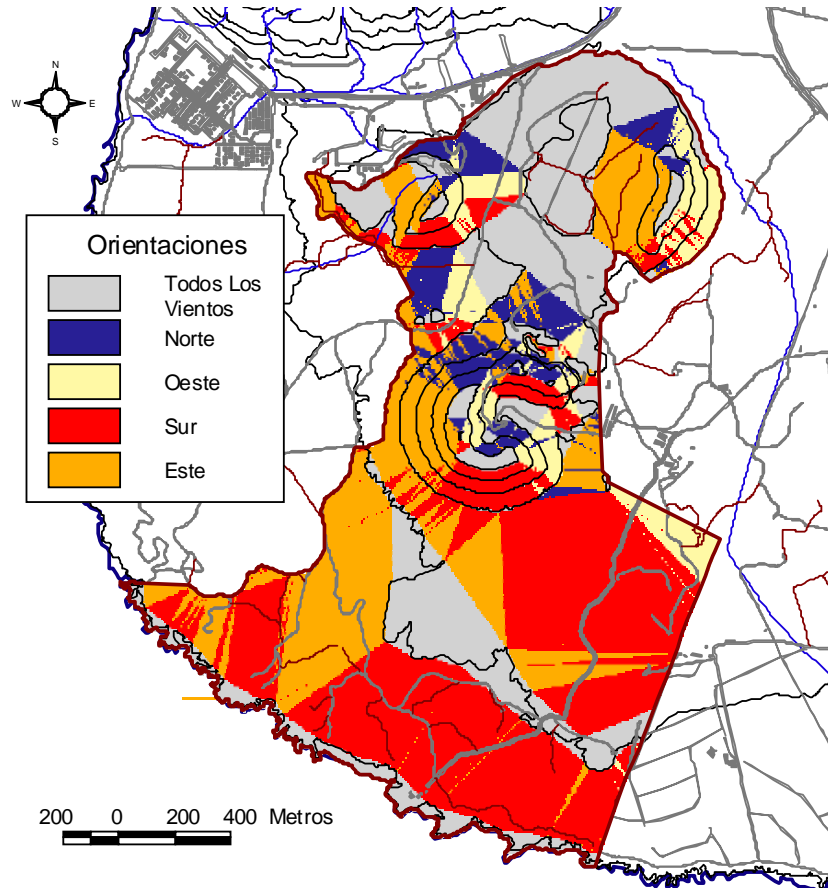 N
W E
S
Orientaciones
Todos Los
Vientos
Norte
Oeste
Sur
Este
200 0 200 400 Metros